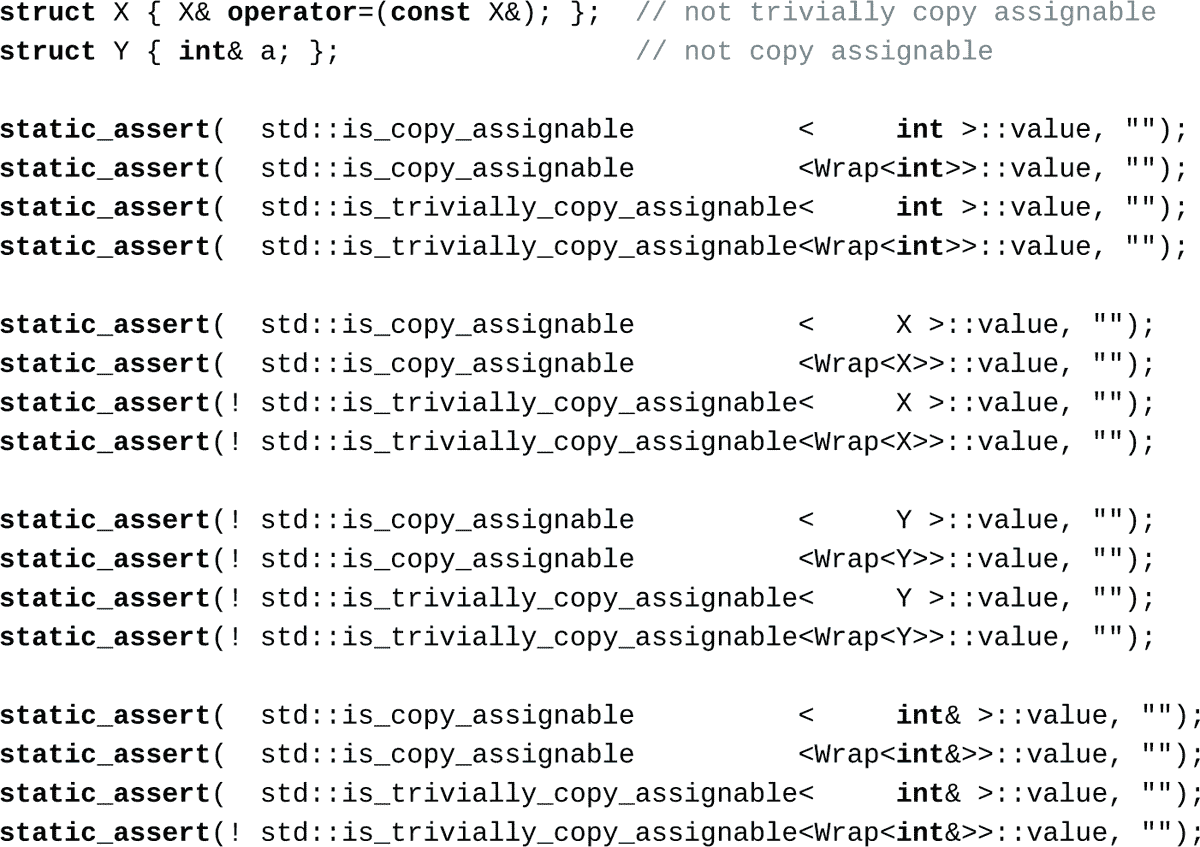 struct X { X& operator=(const X&); };  // not trivially copy assignable
struct Y { int& a; };                  // not copy assignable
static_assert(  std::is_copy_assignable          <     int >::value, "");
static_assert(  std::is_copy_assignable          <Wrap<int>>::value, "");
static_assert(  std::is_trivially_copy_assignable<     int >::value, "");
static_assert(  std::is_trivially_copy_assignable<Wrap<int>>::value, "");
static_assert(  std::is_copy_assignable          <     X >::value, "");
static_assert(  std::is_copy_assignable          <Wrap<X>>::value, "");
static_assert(! std::is_trivially_copy_assignable<     X >::value, "");
static_assert(! std::is_trivially_copy_assignable<Wrap<X>>::value, "");
static_assert(! std::is_copy_assignable          <     Y >::value, "");
static_assert(! std::is_copy_assignable          <Wrap<Y>>::value, "");
static_assert(! std::is_trivially_copy_assignable<     Y >::value, "");
static_assert(! std::is_trivially_copy_assignable<Wrap<Y>>::value, "");
static_assert(  std::is_copy_assignable          <     int& >::value, "");
static_assert(  std::is_copy_assignable          <Wrap<int&>>::value, "");
static_assert(  std::is_trivially_copy_assignable<     int& >::value, "");
static_assert(! std::is_trivially_copy_assignable<Wrap<int&>>::value, "");